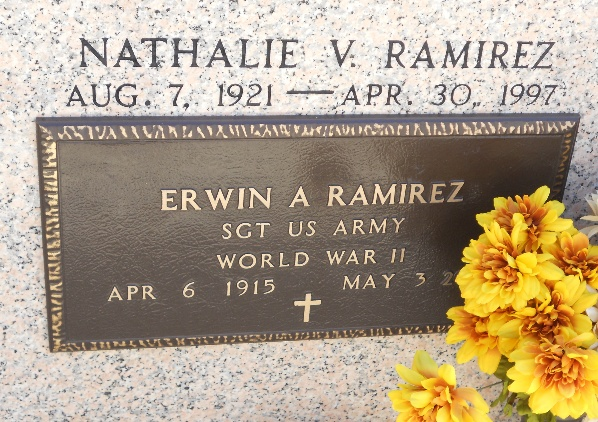 NATHALIE V. RAMIREZ
AUG. 7, 1921 — APR. 30, 1997
ERWIN A RAMIREZ
SGT US ARMY
WORLD WAR II
APR 6 1915 MAY 3